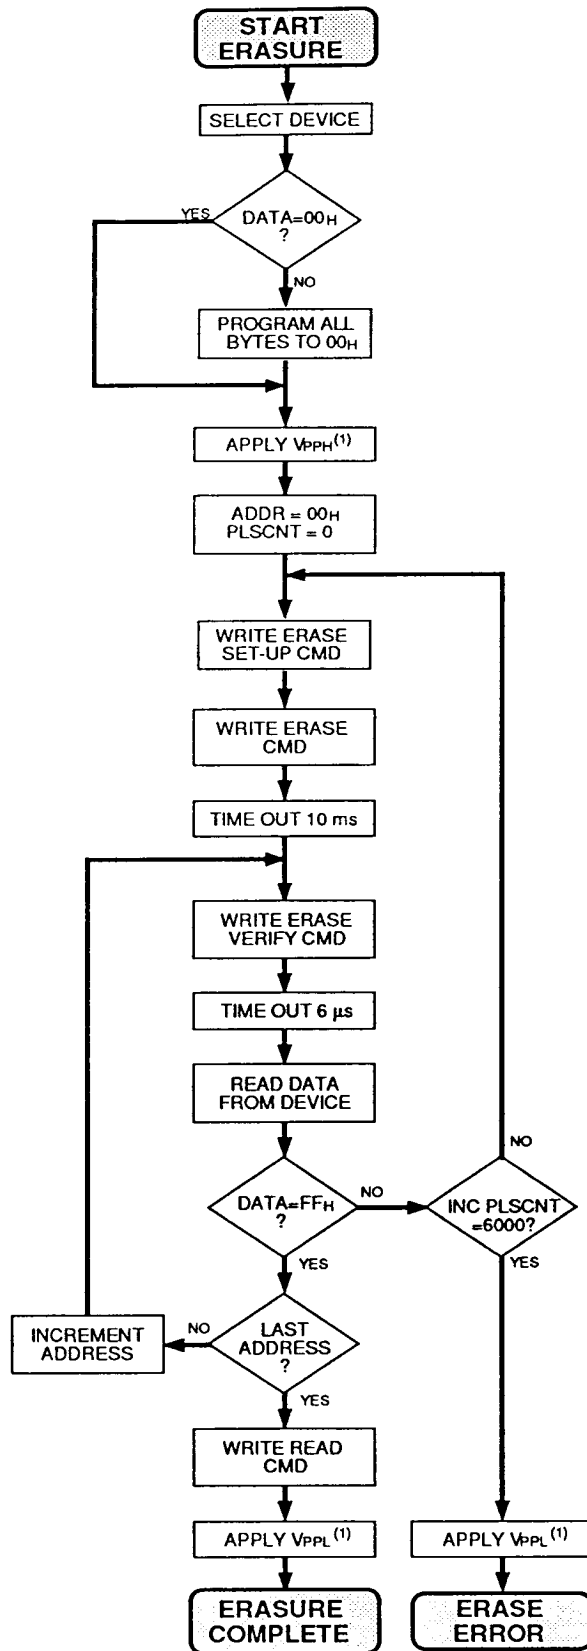 START
ERASURE
SELECT DEVICE
YES
DATA=00H
?
NO
PROGRAM ALL
BYTES TO 00H
APPLY VPPH(1)
ADDR = 00H
PLSCNT = 0
WRITE ERASE
SET-UP CMD
WRITE ERASE
CMD
TIME OUT 10 ms
WRITE ERASE
VERIFY CMD
TIME OUT 6 µs
READ DATA
FROM DEVICE
NO
DATA=FFH
?
NO
INC PLSCNT
=6000?
YES
YES
INCREMENT
ADDRESS
NO
LAST
ADDRESS
?
YES
WRITE READ
CMD
APPLY VPPL(1)
APPLY VPPL(1)
ERASURE
COMPLETE
ERASE
ERROR